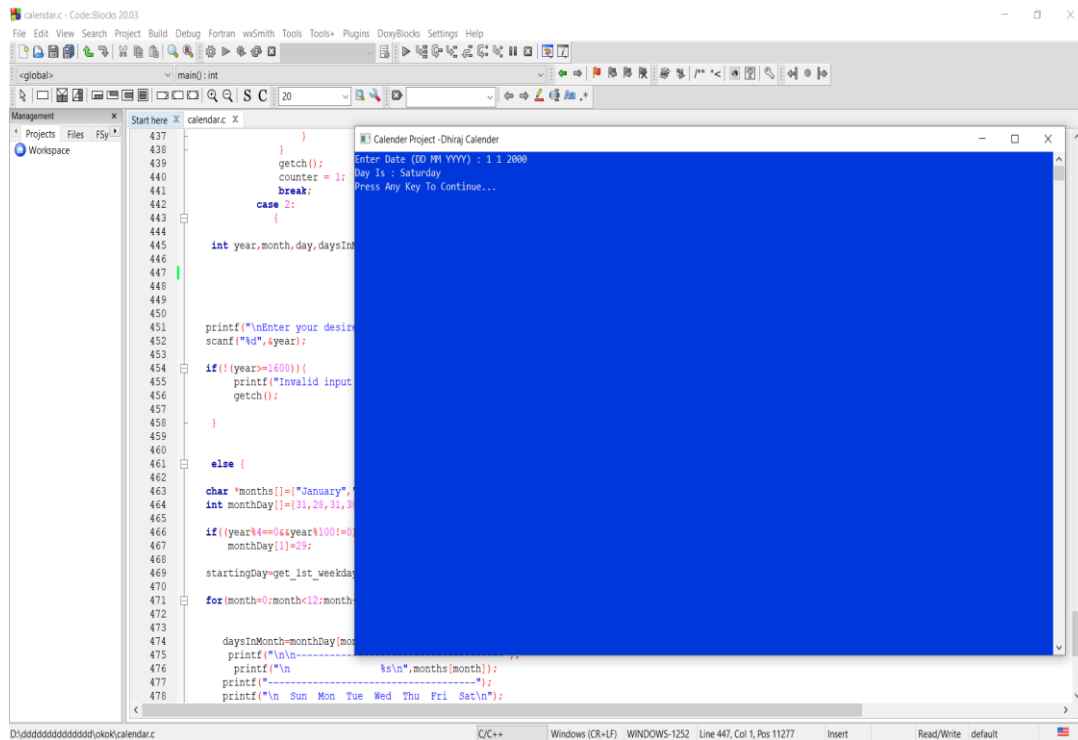 calendar.c - Code::Blocks 20.03
File Edit View Search Project Build Debug Fortran wxSmith Tools Tools+ Plugins DoxyBlocks Settings Help
<global> main() : int
/** *<
S C 20 Aa .*
Management X Start here X calendar.c X
Projects Files FSy
Workspace
437 }
438 }
439 getch();
440 counter = 1;
441 break;
442 case 2:
443 {
444
445 int year,month,day,daysInM
446
447
448
449
450
451 printf("\nEnter your desire
452 scanf("%d",&year);
453
454 if(!(year>=1600)){
455 printf("Invalid input
456 getch();
457
458 }
459
460
461 else {
462
463 char *months[]={"January","
464 int monthDay[]={31,28,31,30
465
466 if((year%4==0&&year%100!=0)
467 monthDay[1]=29;
468
469 startingDay=get_1st_weekday
470
471 for(month=0;month<12;month+
472
473
474 daysInMonth=monthDay[mon
475 printf("\n\n------------------------------------");
476 printf("\n %s\n",months[month]);
477 printf("-------------------------------------");
478 printf("\n Sun Mon Tue Wed Thu Fri Sat\n");
Calender Project -Dhiraj Calender
Enter Date (DD MM YYYY) : 1 1 2000
Day Is : Saturday
Press Any Key To Continue...
D:\dddddddddddddd\okok\calendar.c C/C++ Windows (CR+LF) WINDOWS-1252 Line 447, Col 1, Pos 11277 Insert Read/Write default